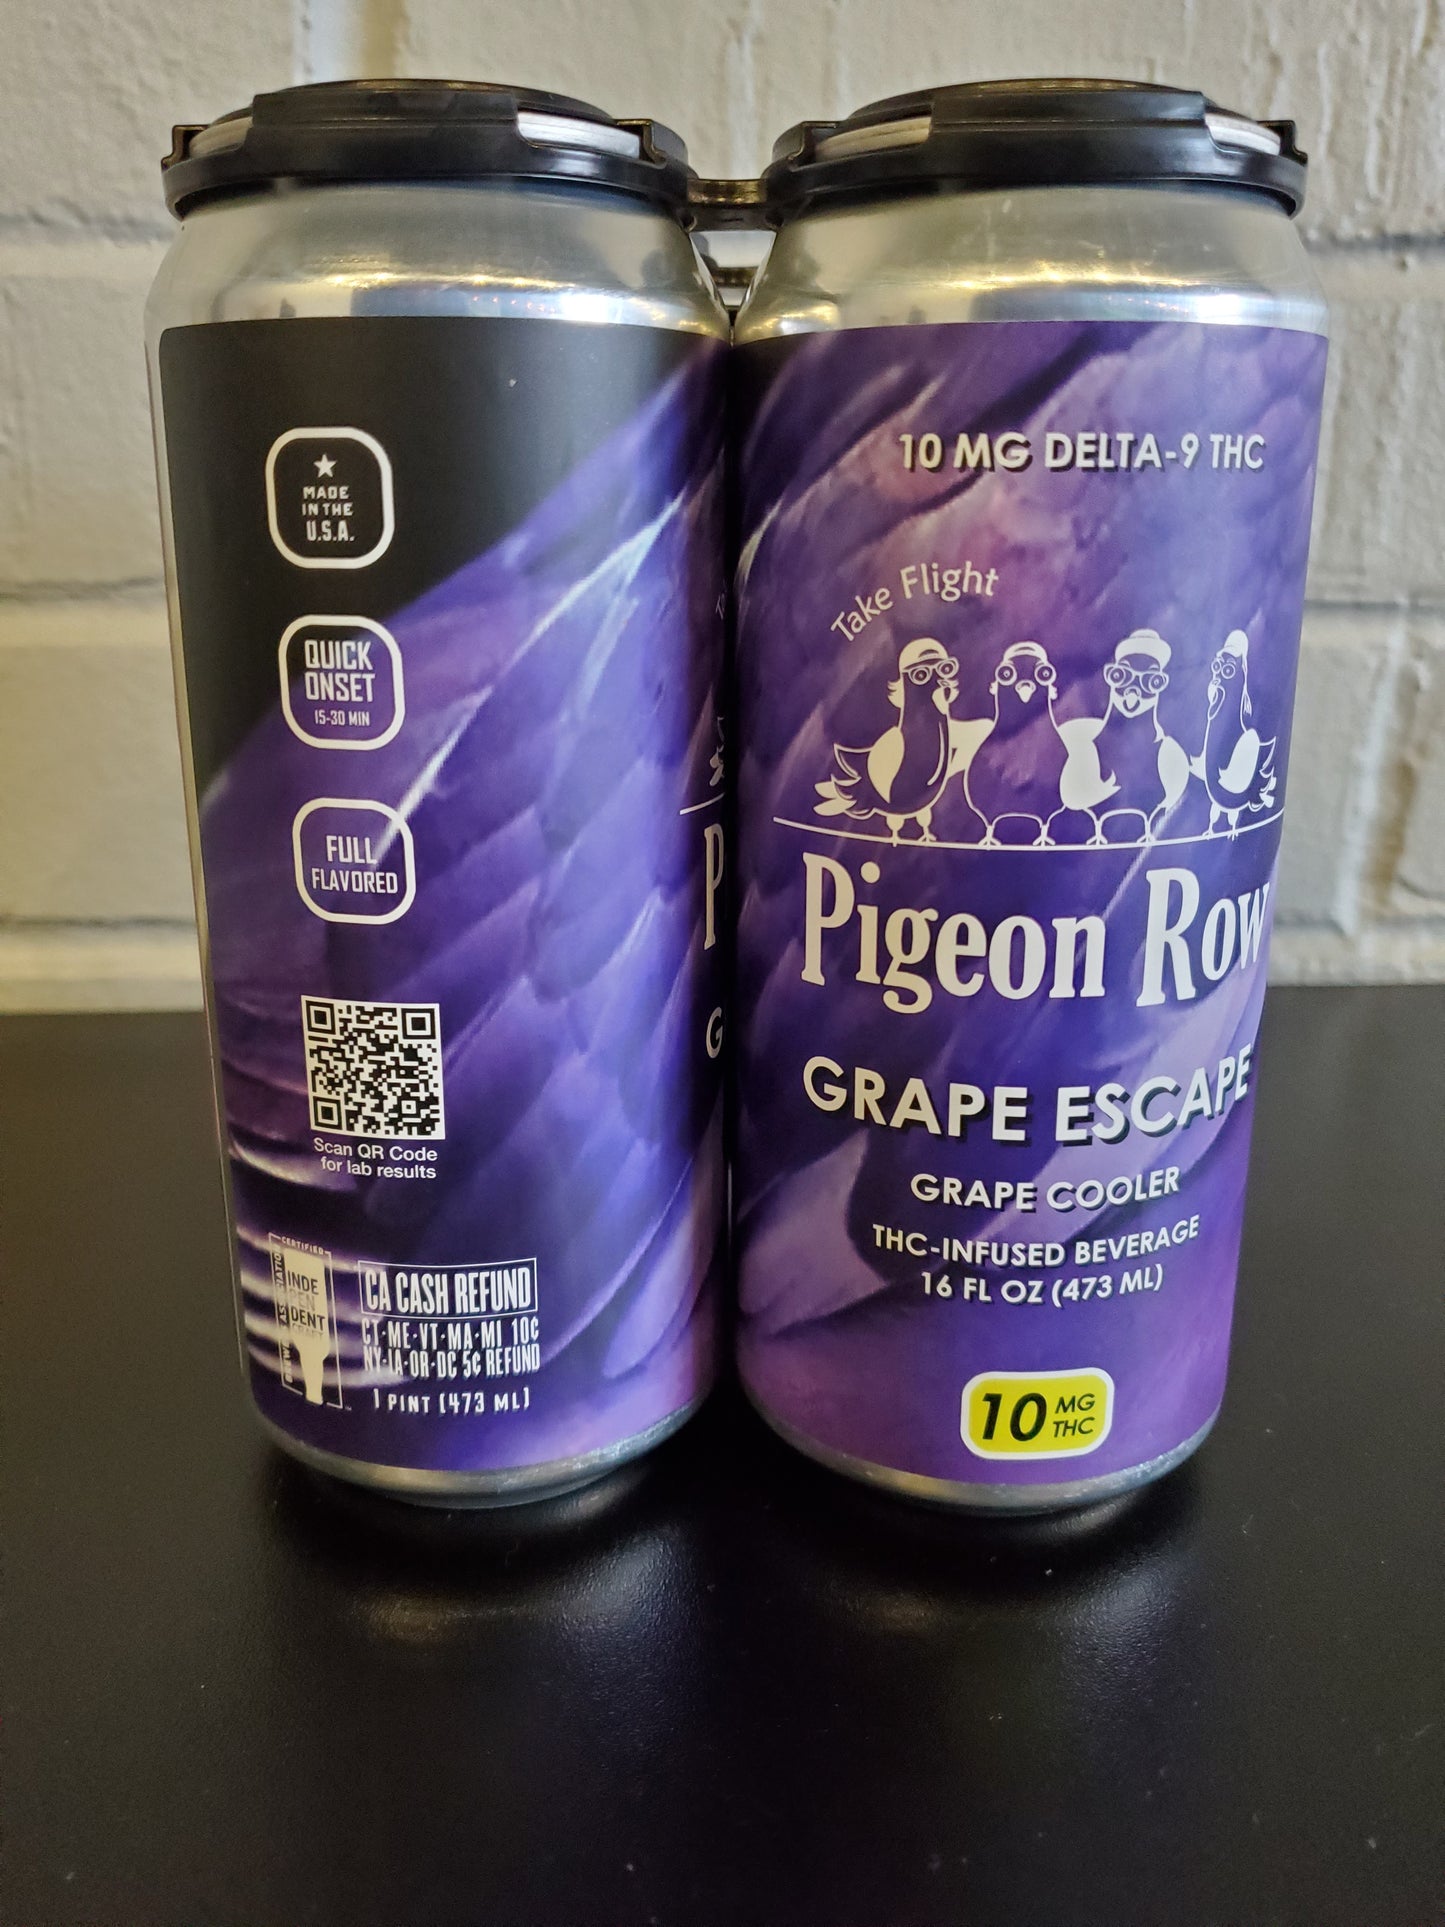 MADE
IN THE
U.S.A.
QUICK
ONSET
15-30 MIN
FULL
FLAVORED
Scan QR Code
for lab results
CERTIFIED
INDE
PEN
DENT
CRAFT
CA CASH REFUND
CT·ME·VT·MA·MI 10¢
NY·IA·OR·DC 5¢ REFUND
1 PINT (473 ML)
P
G
10 MG DELTA-9 THC
Take Flight
Pigeon Row
GRAPE ESCAPE
GRAPE COOLER
THC-INFUSED BEVERAGE
16 FL OZ (473 ML)
10 MG
THC